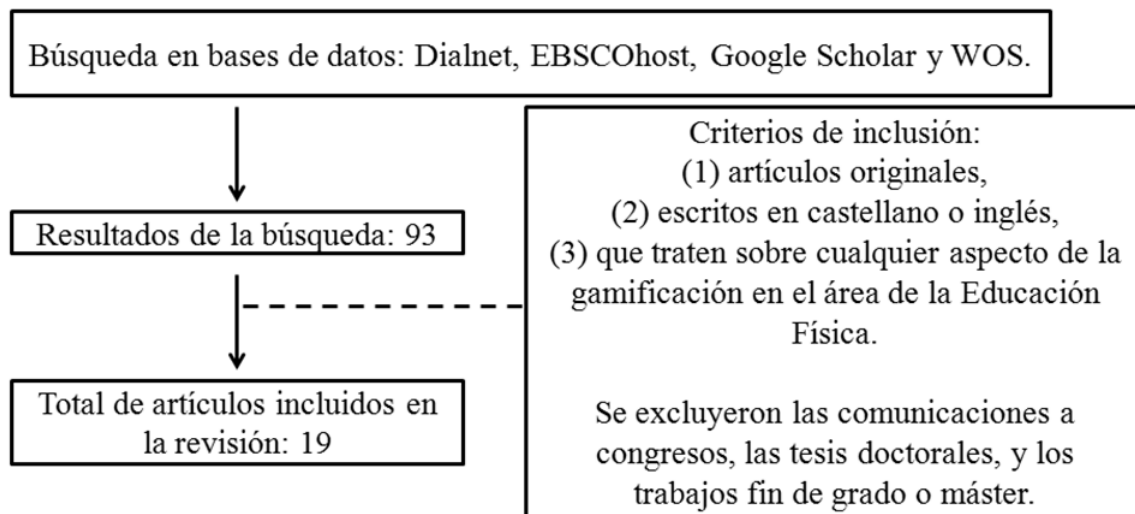 Búsqueda en bases de datos: Dialnet, EBSCOhost, Google Scholar y WOS.
Resultados de la búsqueda: 93
Criterios de inclusión:
(1) artículos originales,
(2) escritos en castellano o inglés,
(3) que traten sobre cualquier aspecto de la
gamificación en el área de la Educación
Física.
Se excluyeron las comunicaciones a
congresos, las tesis doctorales, y los
trabajos fin de grado o máster.
Total de artículos incluidos en
la revisión: 19